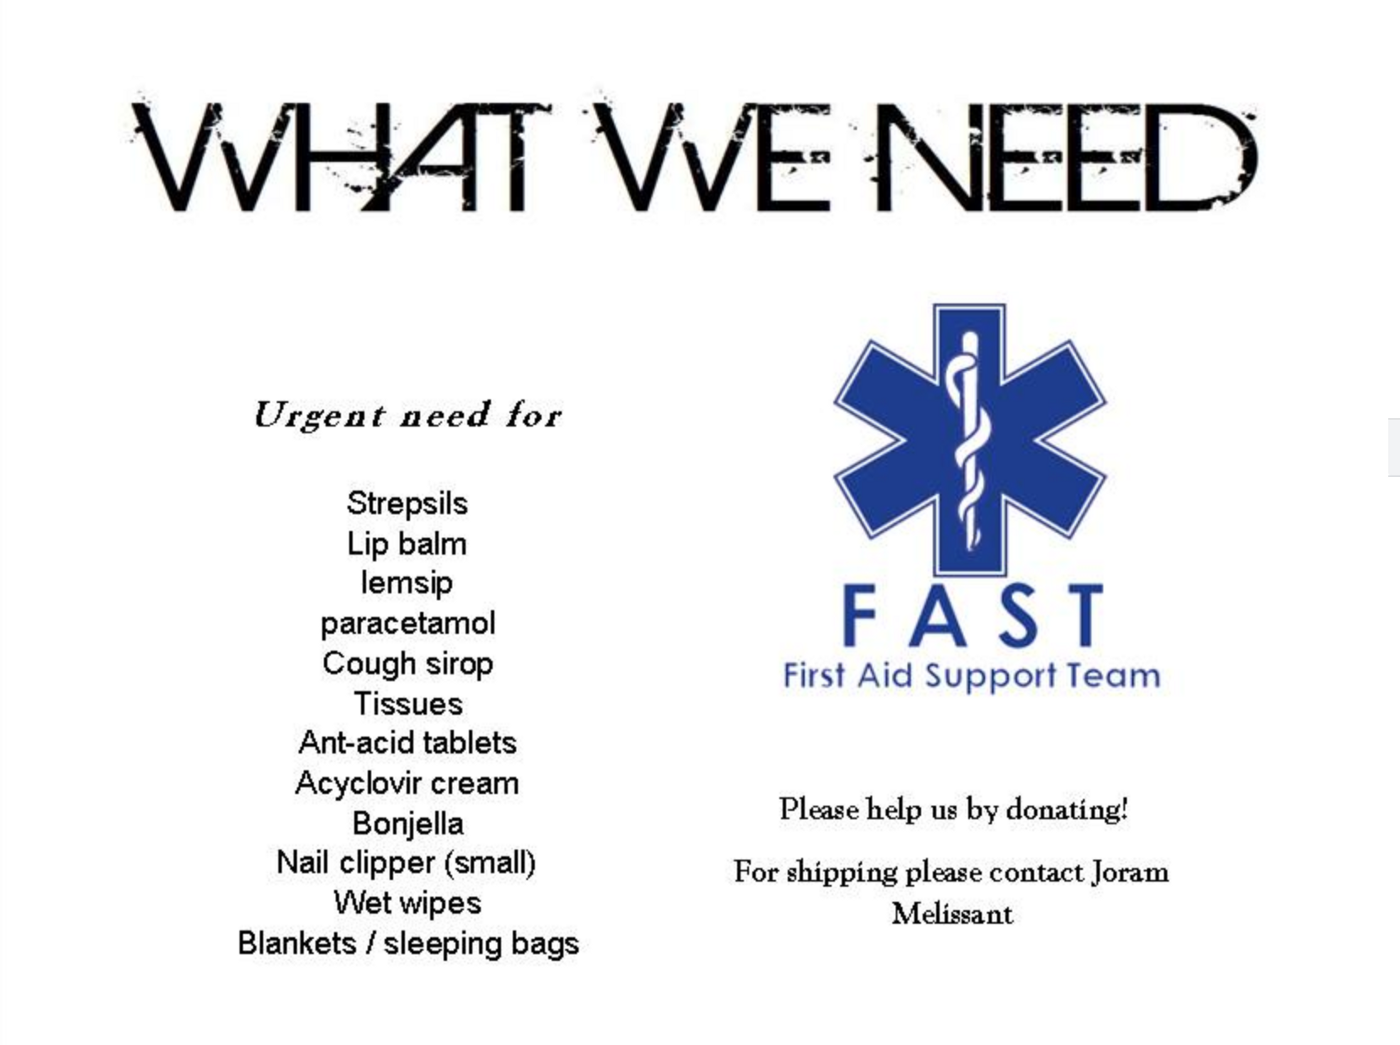 WHAT WE NEED
Urgent need for
Strepsils
Lip balm
lemsip
paracetamol
Cough sirop
Tissues
Ant-acid tablets
Acyclovir cream
Bonjella
Nail clipper (small)
Wet wipes
Blankets / sleeping bags
FAST
First Aid Support Team
Please help us by donating!
For shipping please contact Joram
Melissant